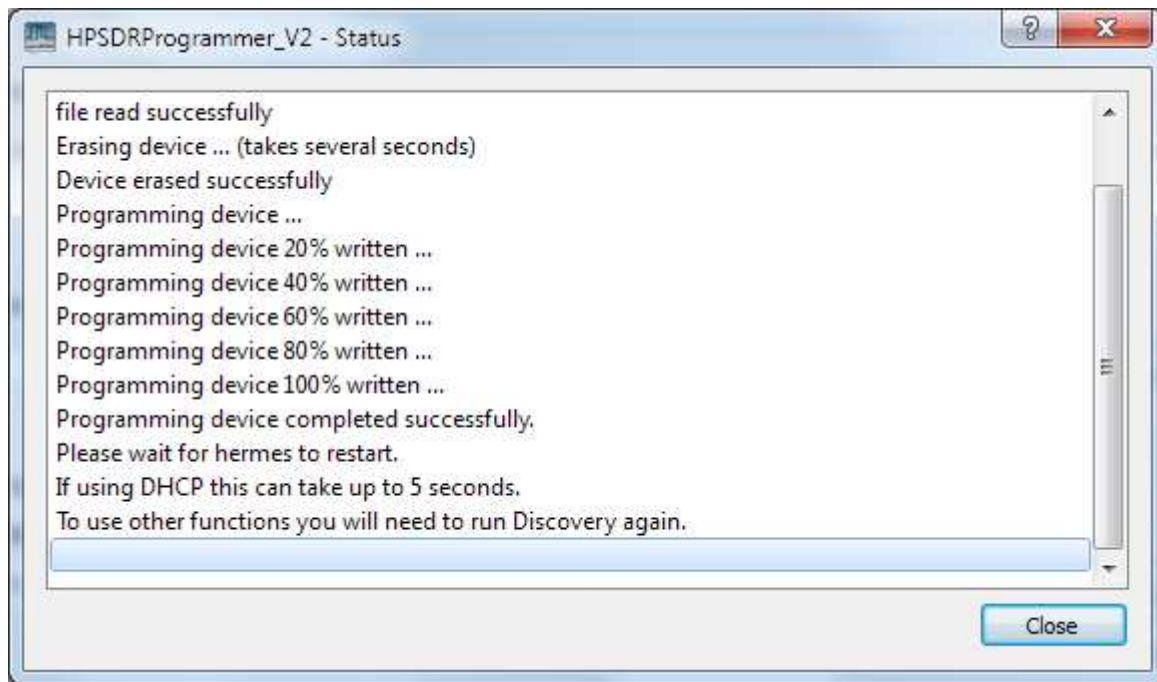 HPSDRProgrammer_V2 - Status
file read successfully
Erasing device ... (takes several seconds)
Device erased successfully
Programming device ...
Programming device 20% written ...
Programming device 40% written ...
Programming device 60% written ...
Programming device 80% written ...
Programming device 100% written ...
Programming device completed successfully.
Please wait for hermes to restart.
If using DHCP this can take up to 5 seconds.
To use other functions you will need to run Discovery again.
Close